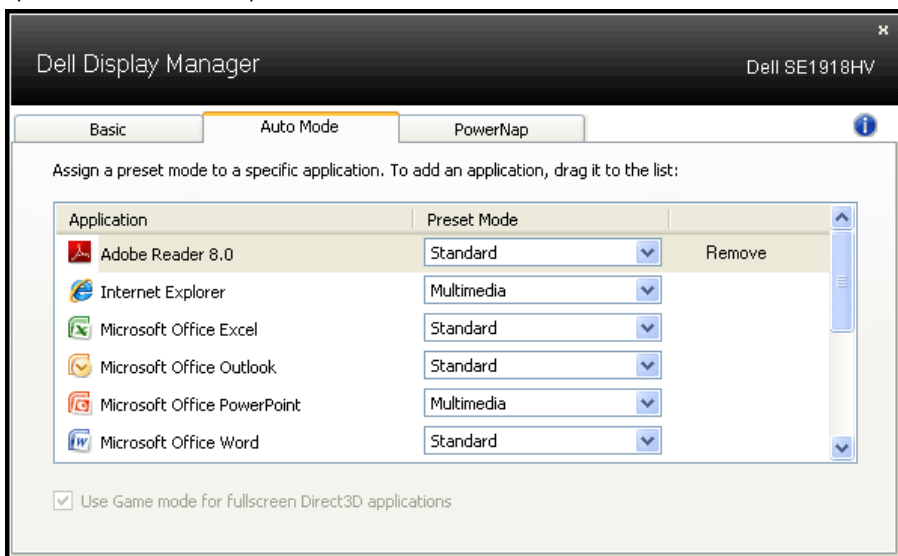 Dell Display Manager
Dell SE1918HV
Basic
Auto Mode
PowerNap
Assign a preset mode to a specific application. To add an application, drag it to the list:
Application Preset Mode
Adobe Reader 8.0 Standard Remove
Internet Explorer Multimedia
Microsoft Office Excel Standard
Microsoft Office Outlook Standard
Microsoft Office PowerPoint Multimedia
Microsoft Office Word Standard
Use Game mode for fullscreen Direct3D applications